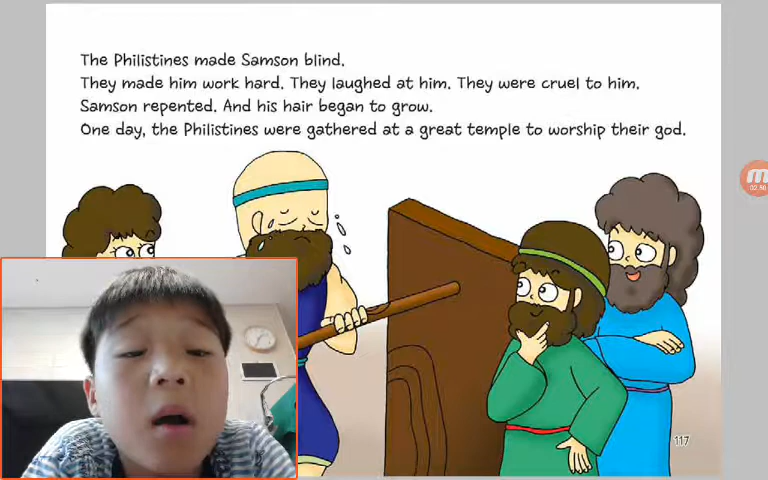 The Philistines made Samson blind.
They made him work hard. They laughed at him. They were cruel to him.
Samson repented. And his hair began to grow.
One day, the Philistines were gathered at a great temple to worship their god.
117